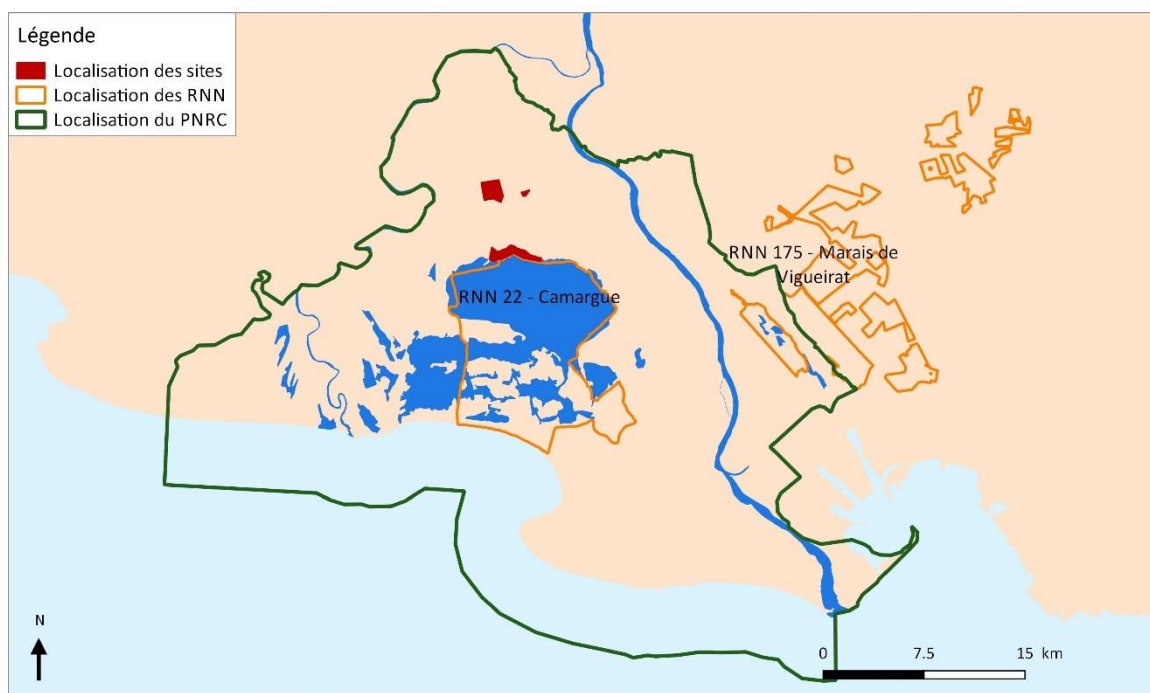 Légende
Localisation des sites
Localisation des RNN
Localisation du PNRC
RNN 175 - Marais de
Vigueirat
RNN 22 - Camargue
N
0 7.5 15 km